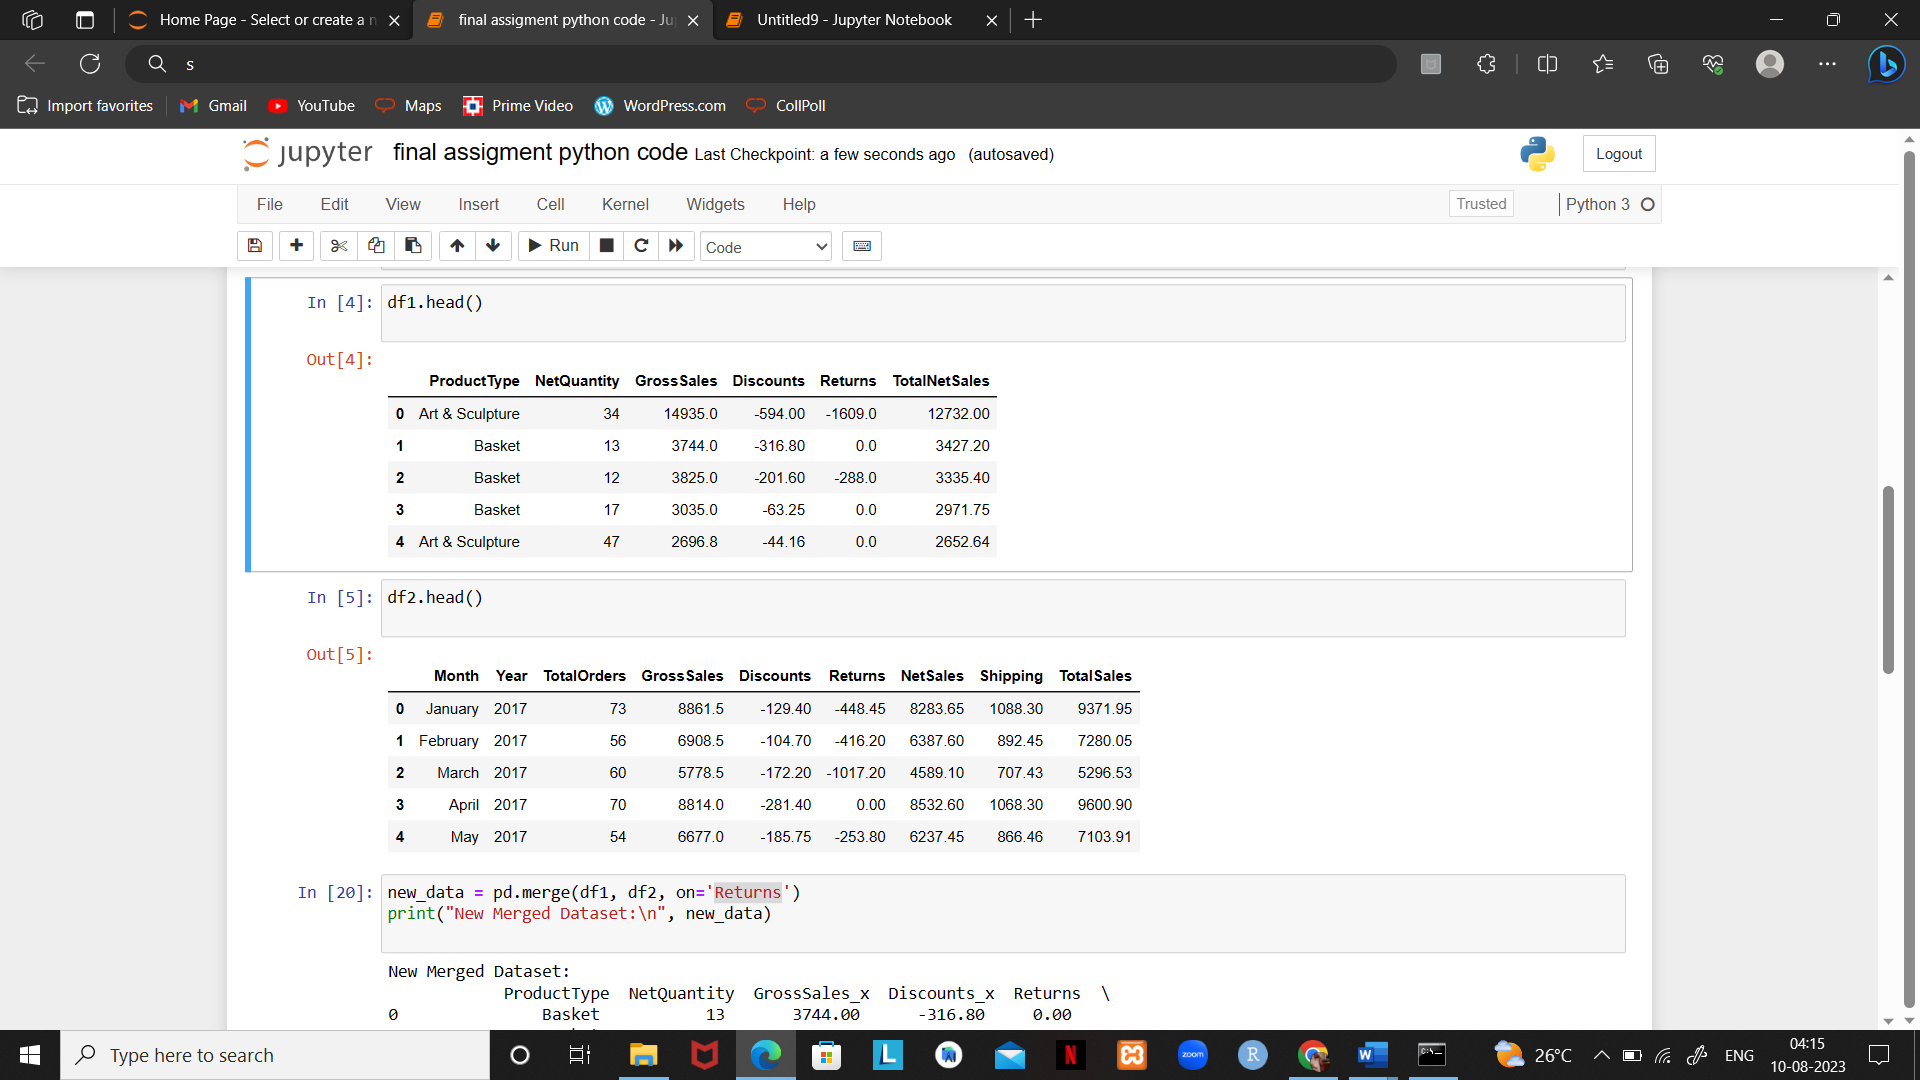 Home Page - Select or create a n
final assigment python code - Ju
Untitled9 - Jupyter Notebook
s
Import favorites
Gmail
YouTube
Maps
Prime Video
WordPress.com
CollPoll
jupyter final assigment python code Last Checkpoint: a few seconds ago (autosaved)
Logout
File Edit View Insert Cell Kernel Widgets Help
Trusted
Python 3
Run
Code
In [4]: df1.head()
Out[4]:
ProductType NetQuantity GrossSales Discounts Returns TotalNetSales
0 Art & Sculpture 34 14935.0 -594.00 -1609.0 12732.00
1 Basket 13 3744.0 -316.80 0.0 3427.20
2 Basket 12 3825.0 -201.60 -288.0 3335.40
3 Basket 17 3035.0 -63.25 0.0 2971.75
4 Art & Sculpture 47 2696.8 -44.16 0.0 2652.64
In [5]: df2.head()
Out[5]:
Month Year TotalOrders GrossSales Discounts Returns NetSales Shipping TotalSales
0 January 2017 73 8861.5 -129.40 -448.45 8283.65 1088.30 9371.95
1 February 2017 56 6908.5 -104.70 -416.20 6387.60 892.45 7280.05
2 March 2017 60 5778.5 -172.20 -1017.20 4589.10 707.43 5296.53
3 April 2017 70 8814.0 -281.40 0.00 8532.60 1068.30 9600.90
4 May 2017 54 6677.0 -185.75 -253.80 6237.45 866.46 7103.91
In [20]: new_data = pd.merge(df1, df2, on='Returns')
print("New Merged Dataset:\n", new_data)
New Merged Dataset:
ProductType NetQuantity GrossSales_x Discounts_x Returns \
0 Basket 13 3744.00 -316.80 0.00
Type here to search
L
N
zoom
R
W
26°C
ENG
04:15
10-08-2023